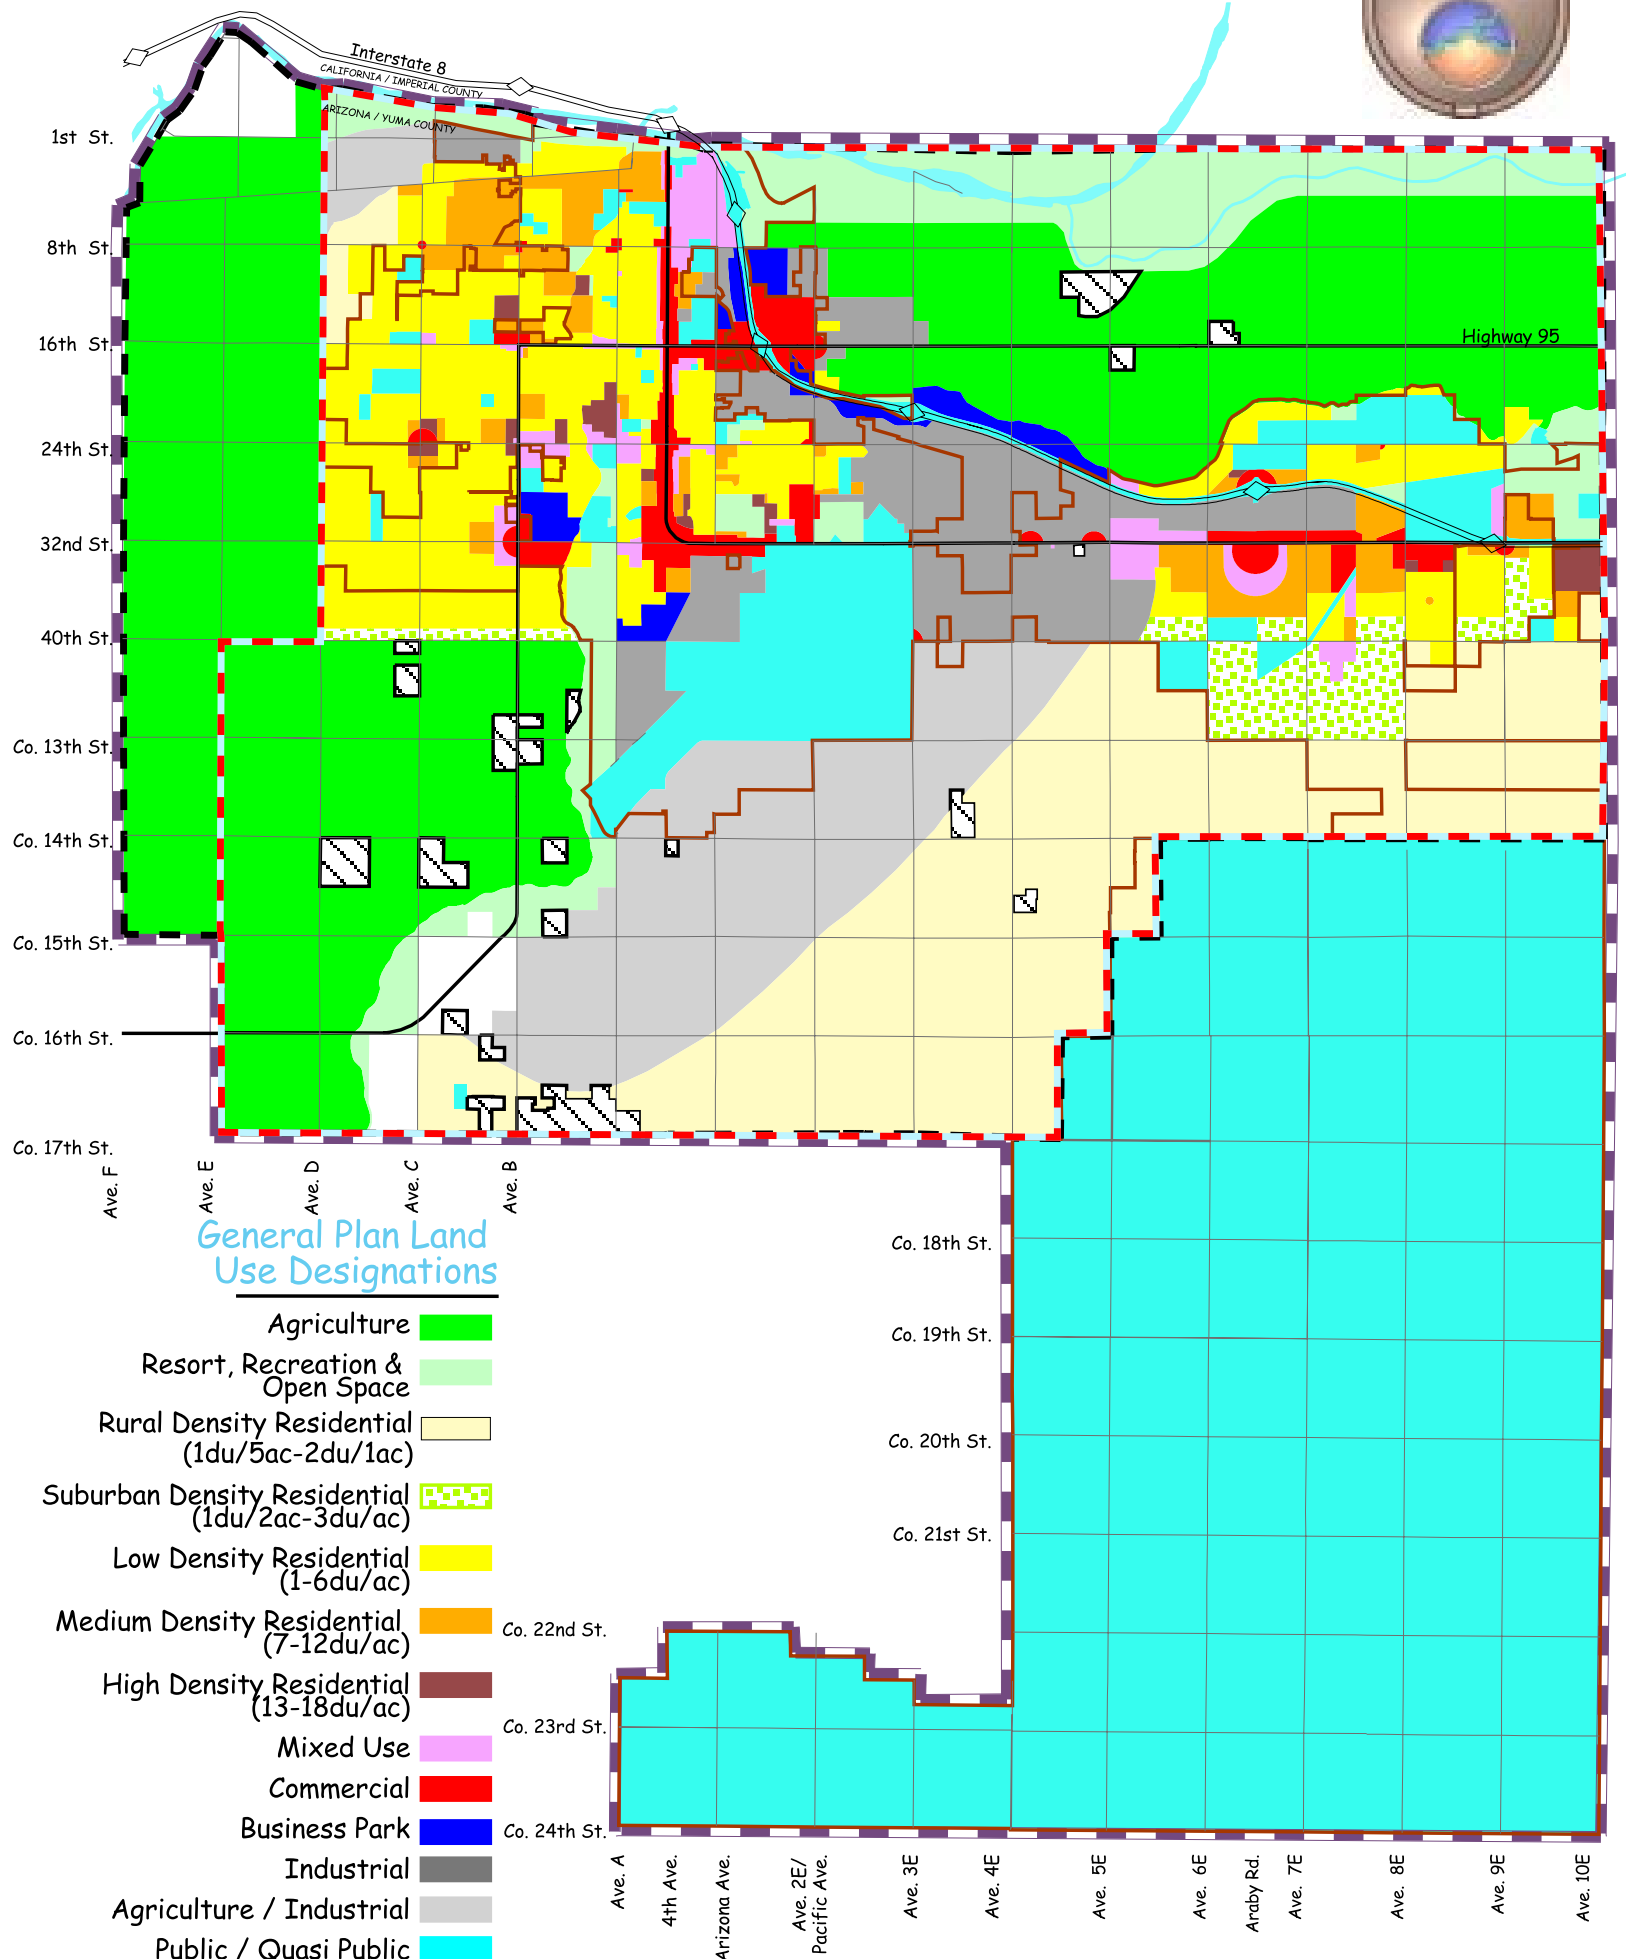 Interstate 8
CALIFORNIA / IMPERIAL COUNTY
ARIZONA / YUMA COUNTY
1st St.
8th St.
16th St.
Highway 95
24th St.
32nd St.
40th St.
Co. 13th St.
Co. 14th St.
Co. 15th St.
Co. 16th St.
Co. 17th St.
Ave. F
Ave. E
Ave. D
Ave. C
Ave. B
General Plan Land
Use Designations
Agriculture
Resort, Recreation &
Open Space
Rural Density Residential
(1du/5ac-2du/1ac)
Suburban Density Residential
(1du/2ac-3du/ac)
Low Density Residential
(1-6du/ac)
Medium Density Residential
(7-12du/ac)
High Density Residential
(13-18du/ac)
Mixed Use
Commercial
Business Park
Industrial
Agriculture / Industrial
Public / Quasi Public
Co. 18th St.
Co. 19th St.
Co. 20th St.
Co. 21st St.
Co. 22nd St.
Co. 23rd St.
Co. 24th St.
Ave. A
4th Ave.
Arizona Ave.
Ave. 2E/
Pacific Ave.
Ave. 3E
Ave. 4E
Ave. 5E
Ave. 6E
Araby Rd.
Ave. 7E
Ave. 8E
Ave. 9E
Ave. 10E